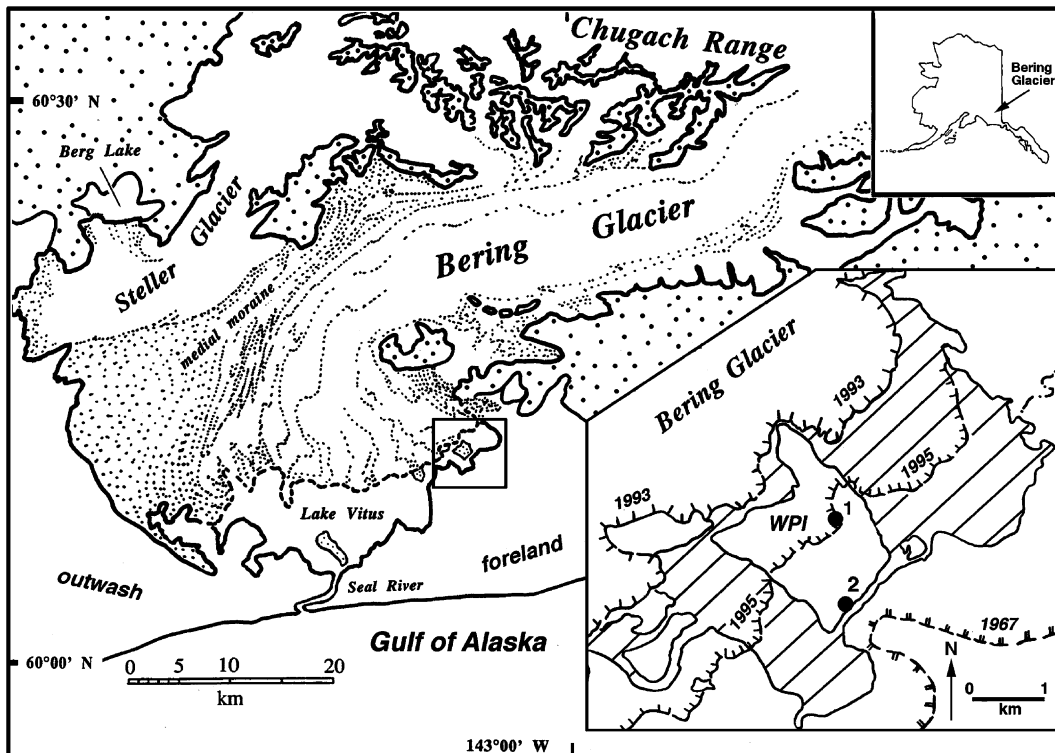 Chugach Range
60°30' N
Berg Lake
Steller Glacier
medial moraine
Bering Glacier
Lake Vitus
outwash
Seal River
foreland
Gulf of Alaska
60°00' N
0 5 10 20
km
143°00' W
Bering
Glacier
Bering Glacier
1993
1993
1995
WPI
1
2
1995
1967
N
0 1
km